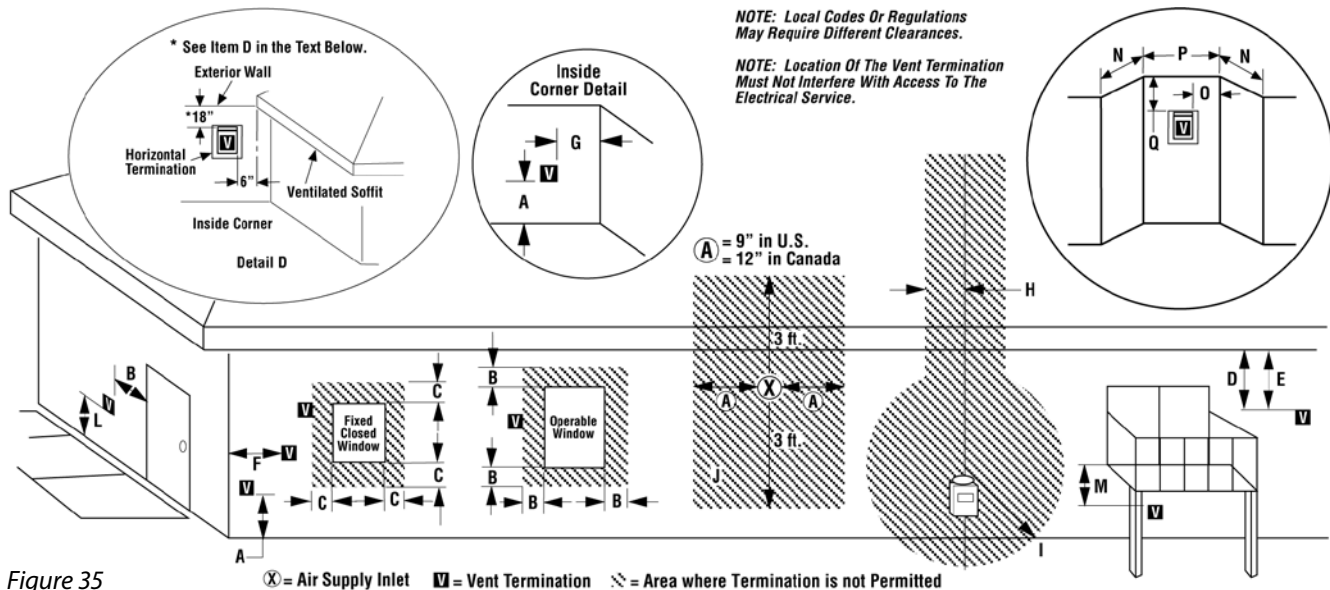 * See Item D in the Text Below.
Exterior Wall
*18"
V
Horizontal
Termination
6"
Ventilated Soffit
Inside Corner
Detail D
Inside
Corner Detail
G
V
A
NOTE: Local Codes Or Regulations
May Require Different Clearances.
NOTE: Location Of The Vent Termination
Must Not Interfere With Access To The
Electrical Service.
N P N
O
Q
V
A = 9" in U.S.
= 12" in Canada
H
3 ft.
A X A
3 ft.
J
I
B
V
L
F
V
V
A
V
Fixed
Closed
Window
C
C
C C
B
V
Operable
Window
B
B B
D E
V
M
V
Figure 35
X = Air Supply Inlet V = Vent Termination = Area where Termination is not Permitted